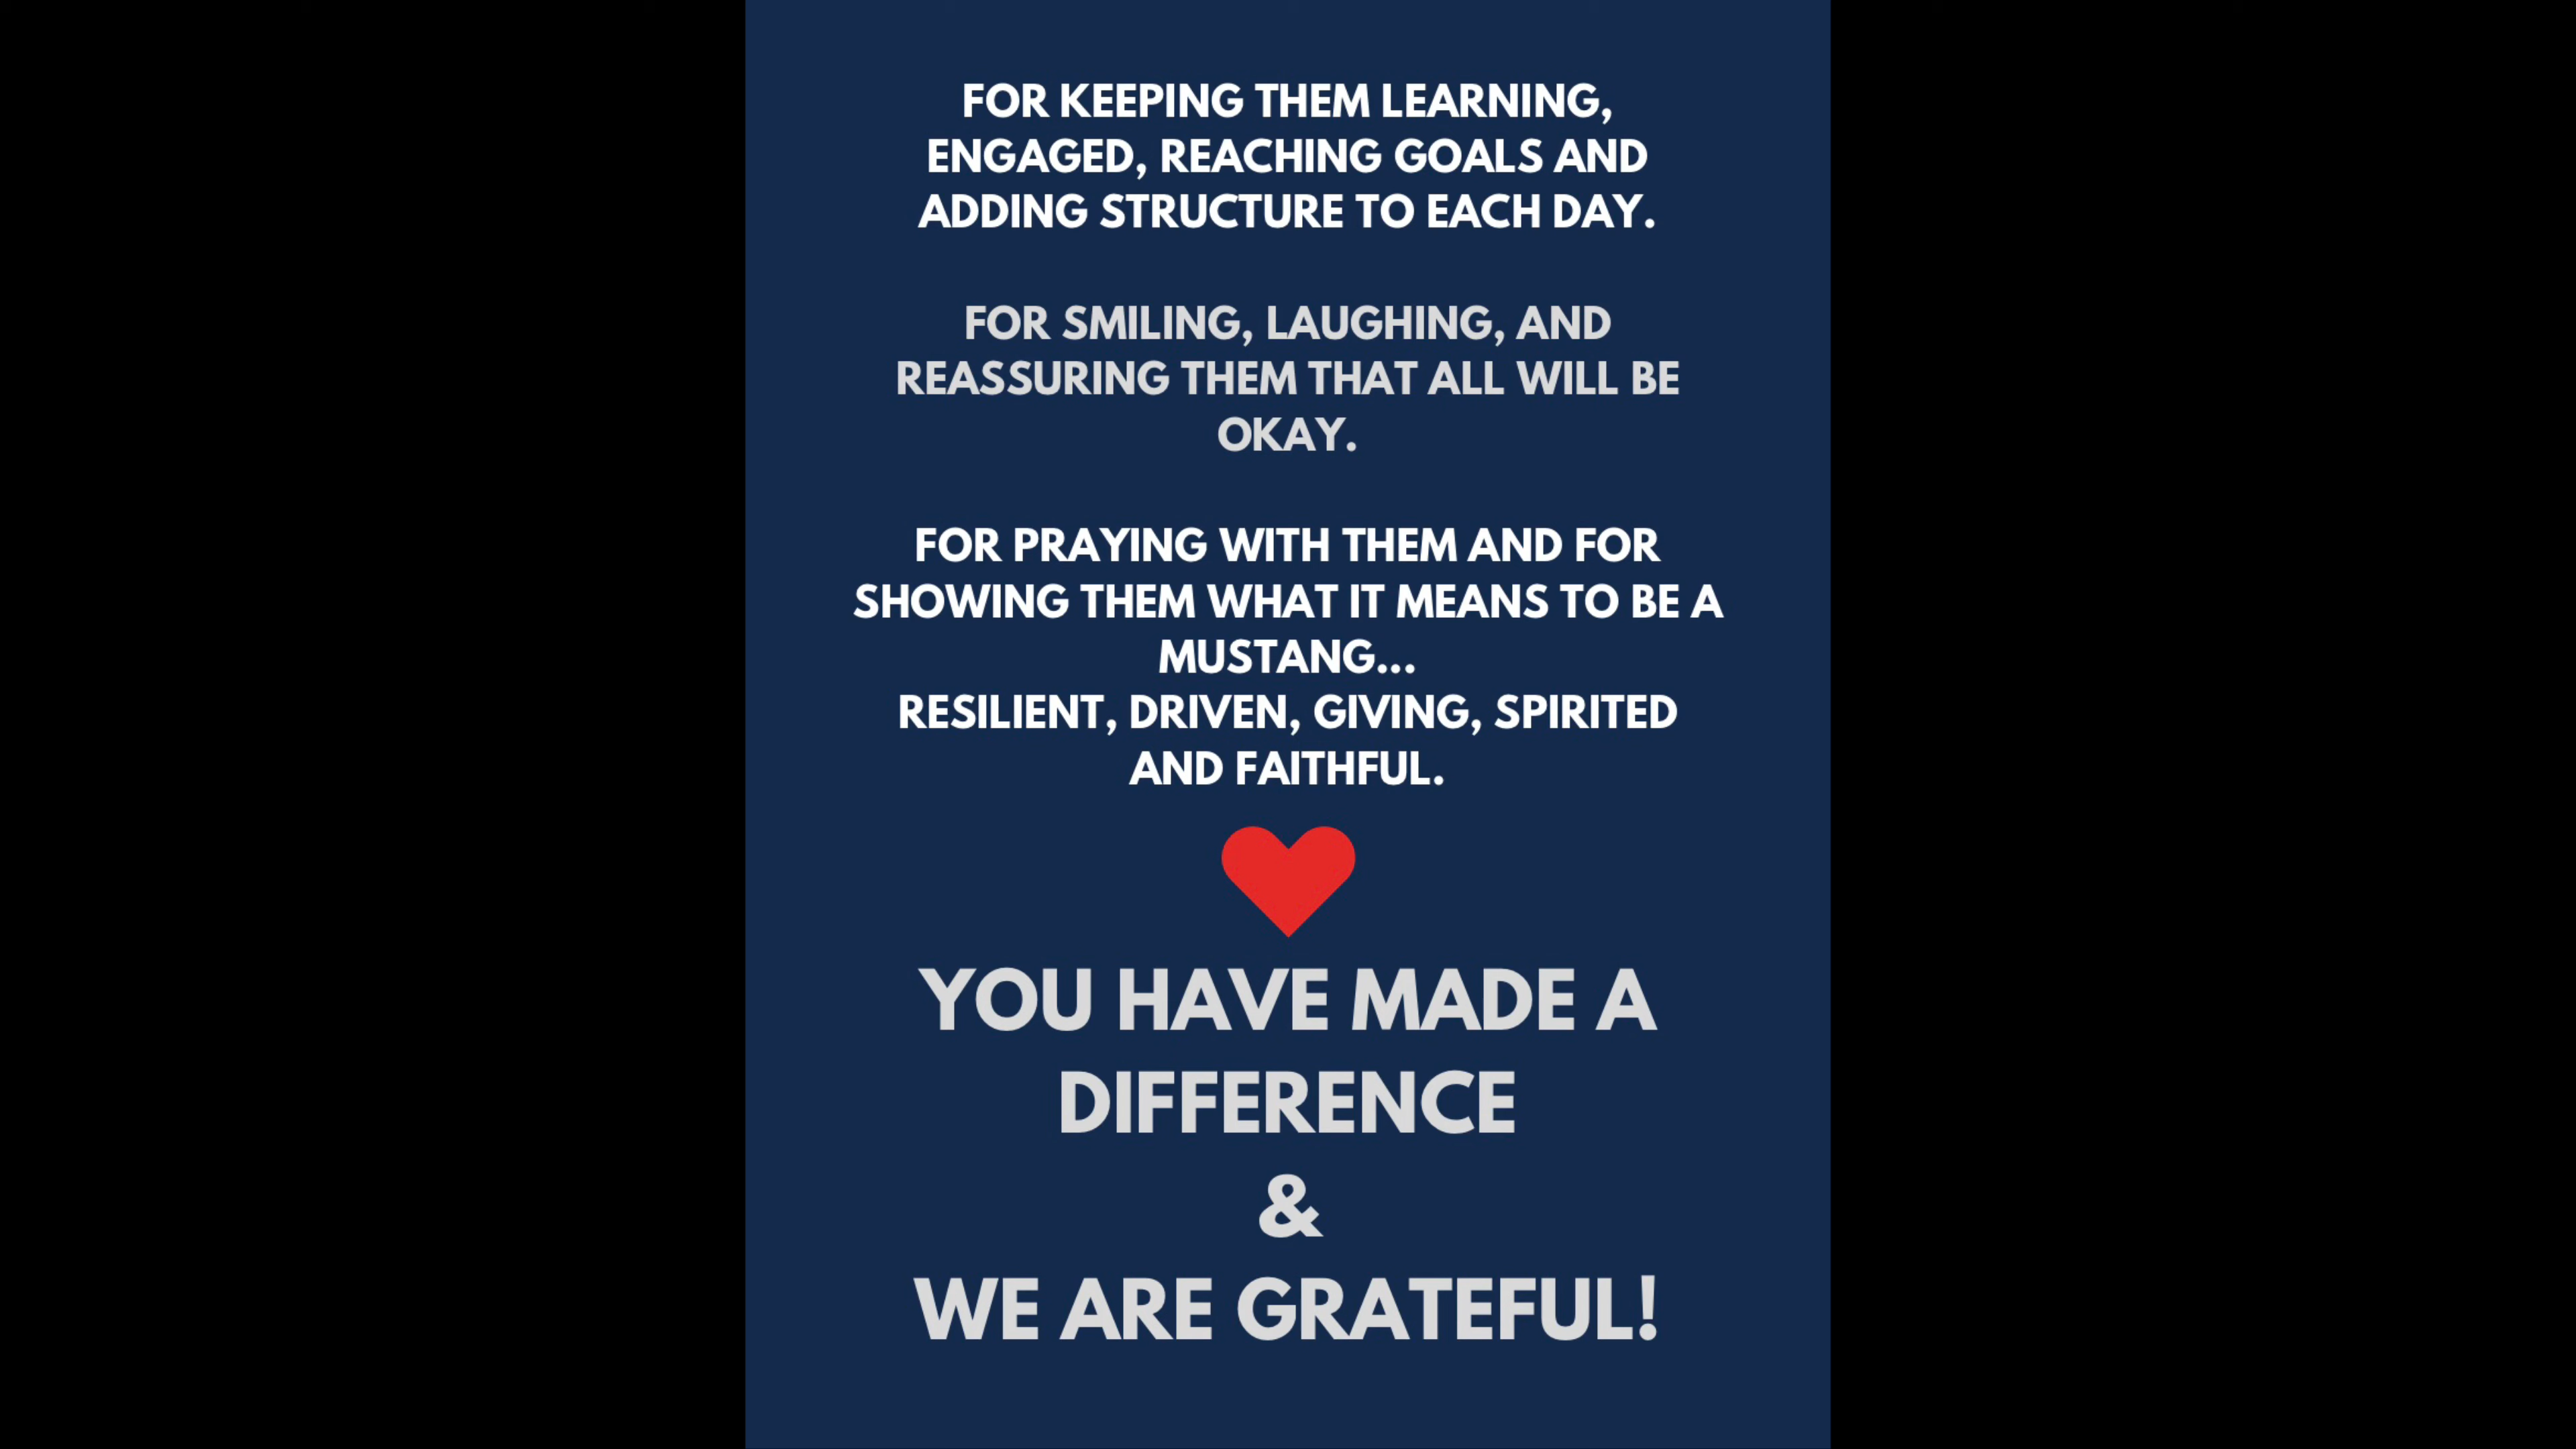 FOR KEEPING THEM LEARNING,
ENGAGED, REACHING GOALS AND
ADDING STRUCTURE TO EACH DAY.
FOR SMILING, LAUGHING, AND
REASSURING THEM THAT ALL WILL BE
OKAY.
FOR PRAYING WITH THEM AND FOR
SHOWING THEM WHAT IT MEANS TO BE A
MUSTANG...
RESILIENT, DRIVEN, GIVING, SPIRITED
AND FAITHFUL.
YOU HAVE MADE A
DIFFERENCE
&
WE ARE GRATEFUL!